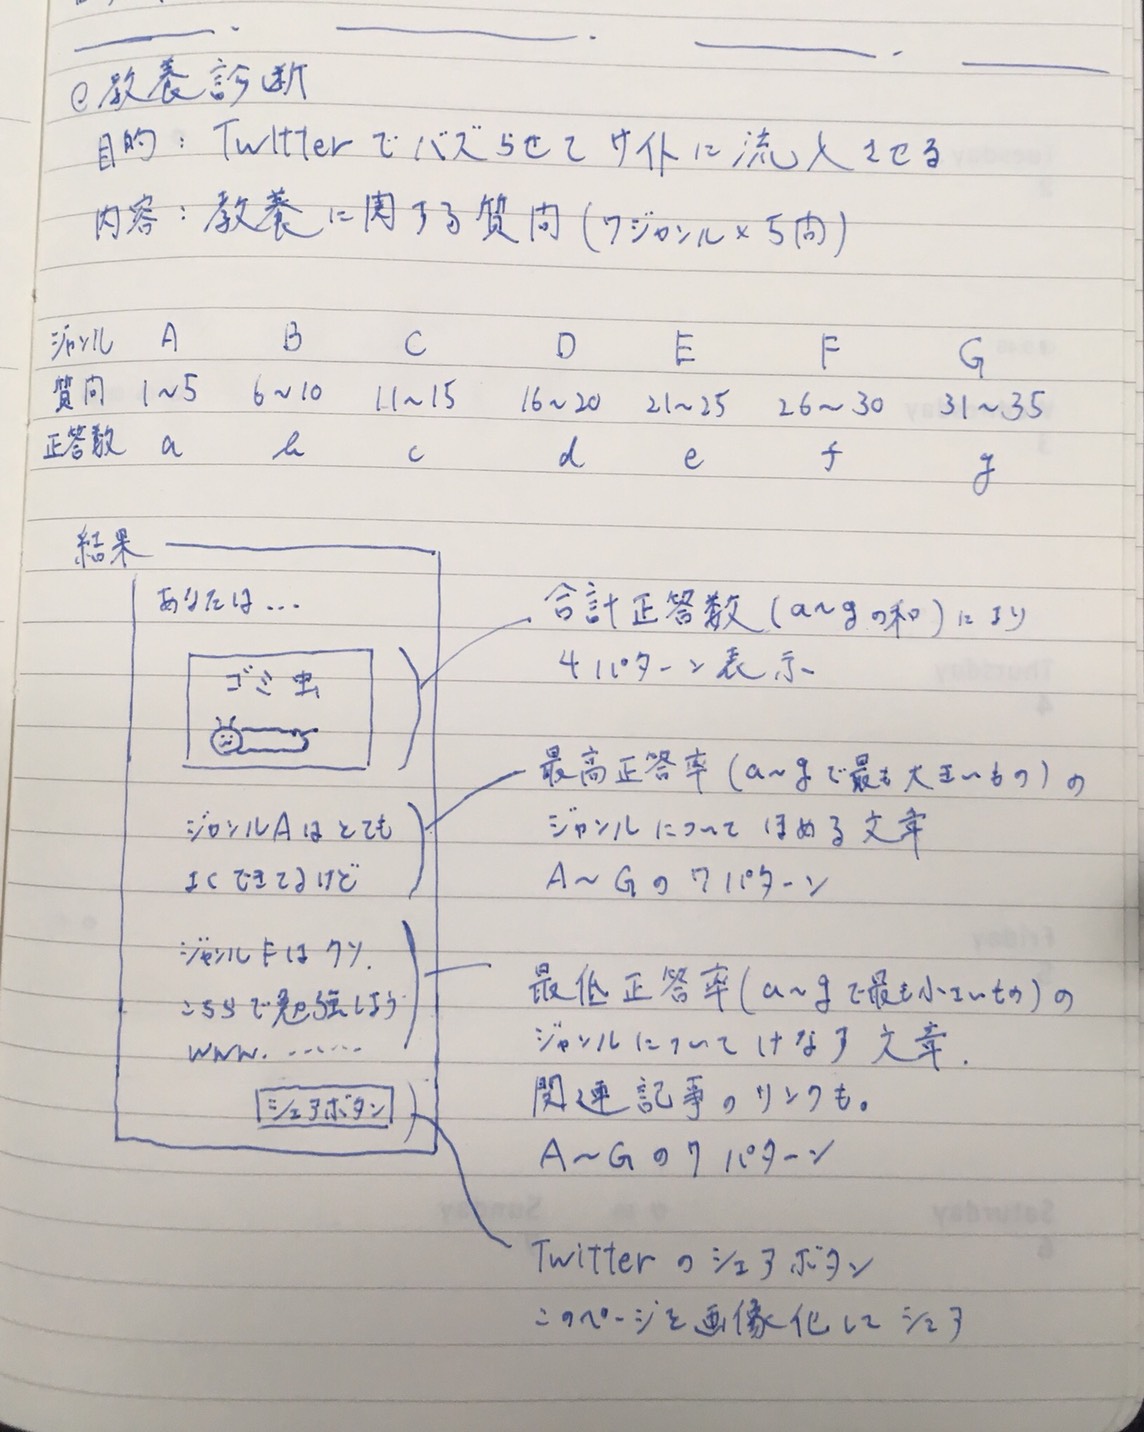 e 教養診断
目的：Twitterでバズらせてサイトに流入させる
内容：教養に関する質問(7ジャンル×5問)
ジャンル A B C D E F G
質問 1~5 6~10 11~15 16~20 21~25 26~30 31~35
正答数 a b c d e f g
結果
あなたは...
ゴミ虫
ジャンルAはとても
よくできてるけど
ジャンルFはクソ.
こちらで勉強しよう
www. ......
シェアボタン
合計正答数(a~gの和)により
4パターン表示
最高正答率(a~gで最も大きいもの)の
ジャンルについてほめる文章
A~Gの7パターン
最低正答率(a~gで最も小さいもの)の
ジャンルについてけなす文章.
関連記事のリンクも。
A~Gの7パターン
Twitterのシェアボタン
このページを画像化してシェア